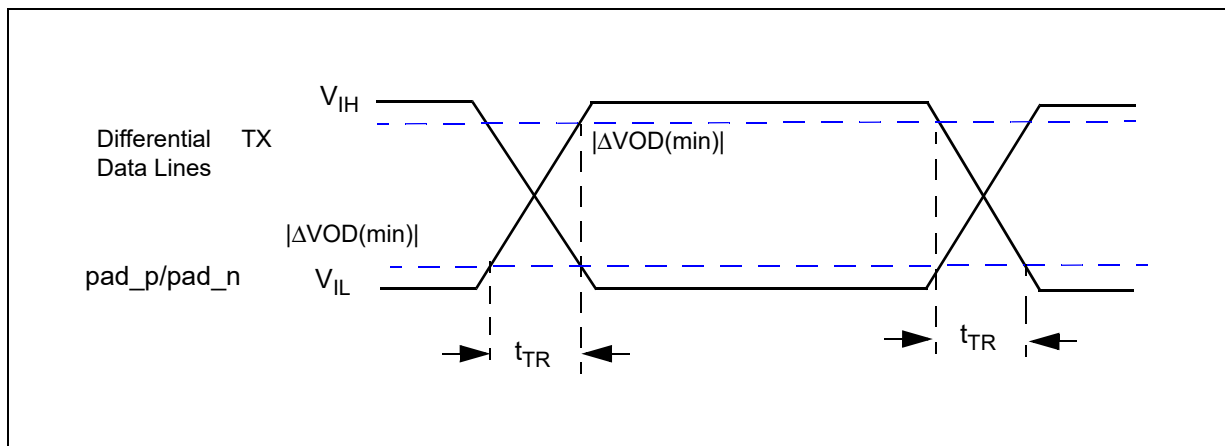 V_IH
Differential TX
Data Lines
|ΔVOD(min)|
|ΔVOD(min)|
pad_p/pad_n
V_IL
t_TR
t_TR